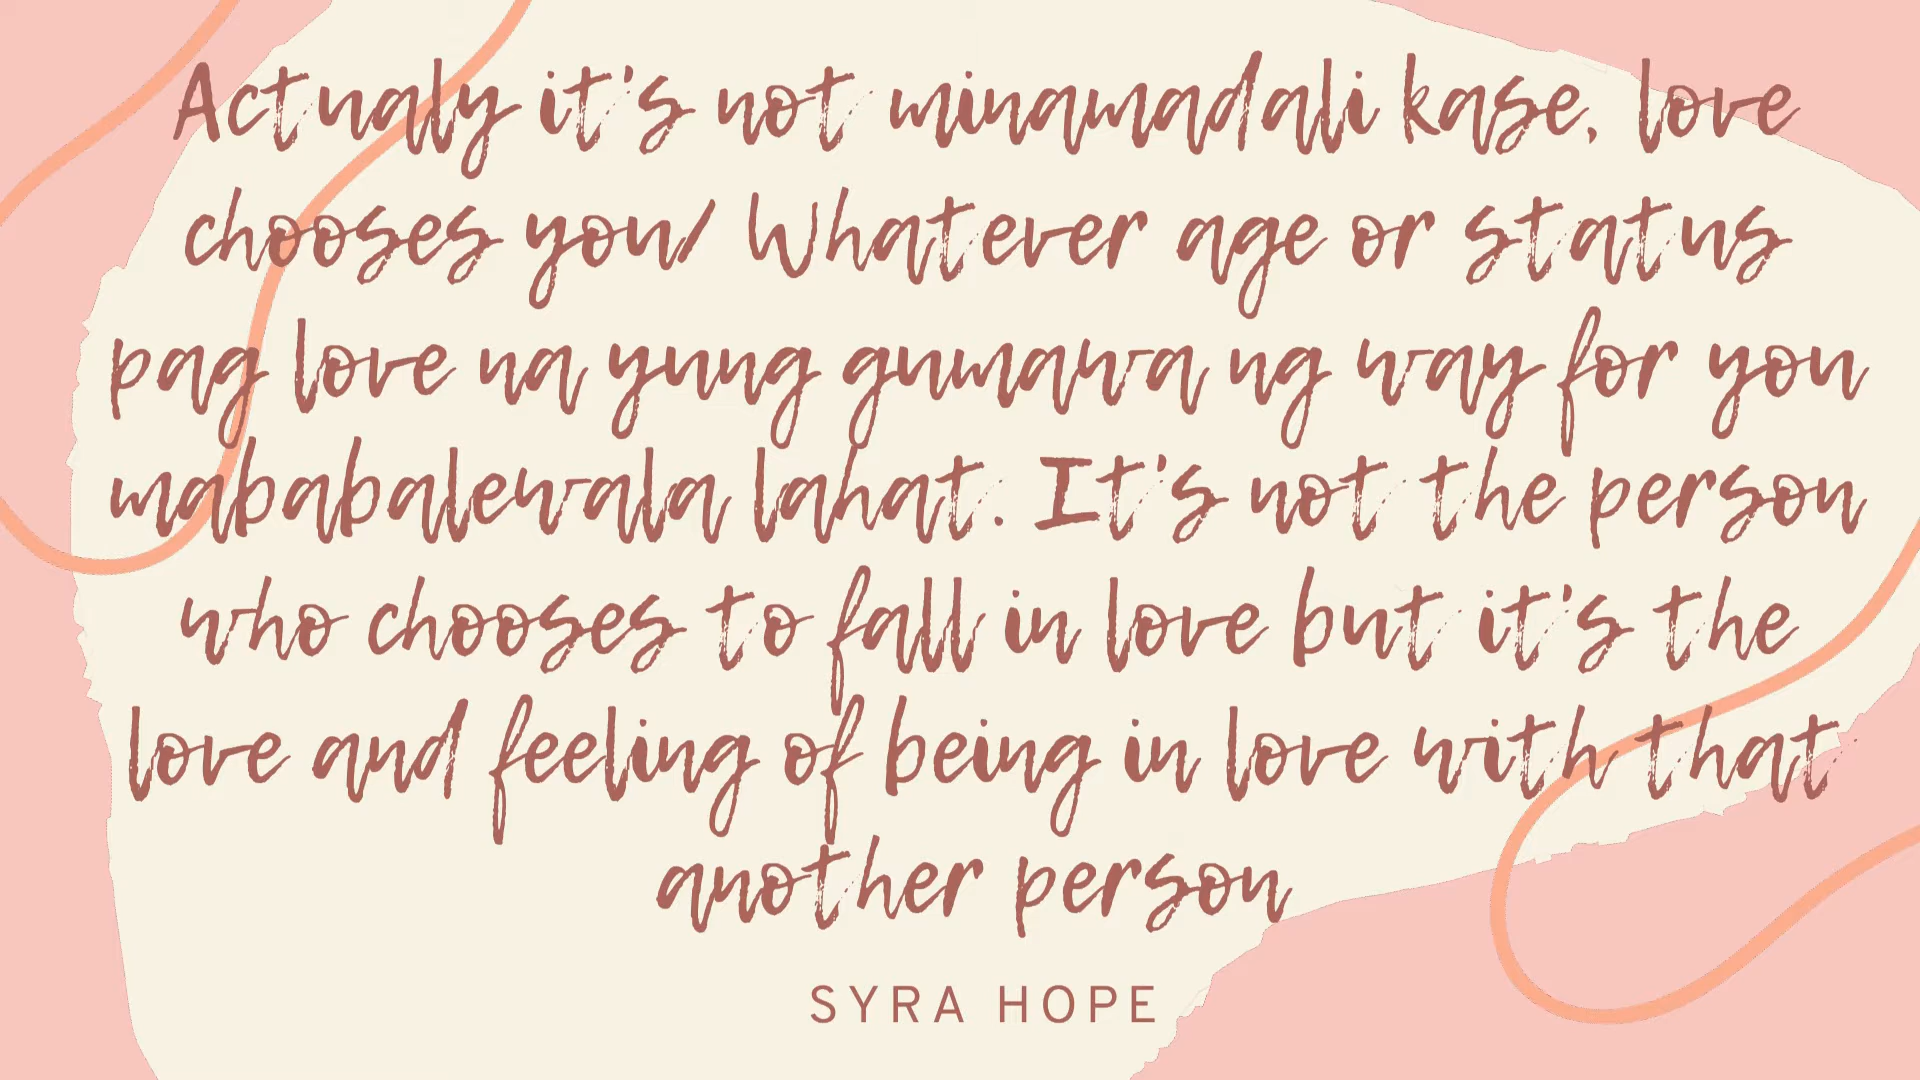 Actualy it's not minamadali kase, love
chooses you/ Whatever age or status
pag love na yung gumawa ng way for you
mababalewala lahat. It's not the person
who chooses to fall in love but it's the
love and feeling of being in love with that
another person
SYRA HOPE